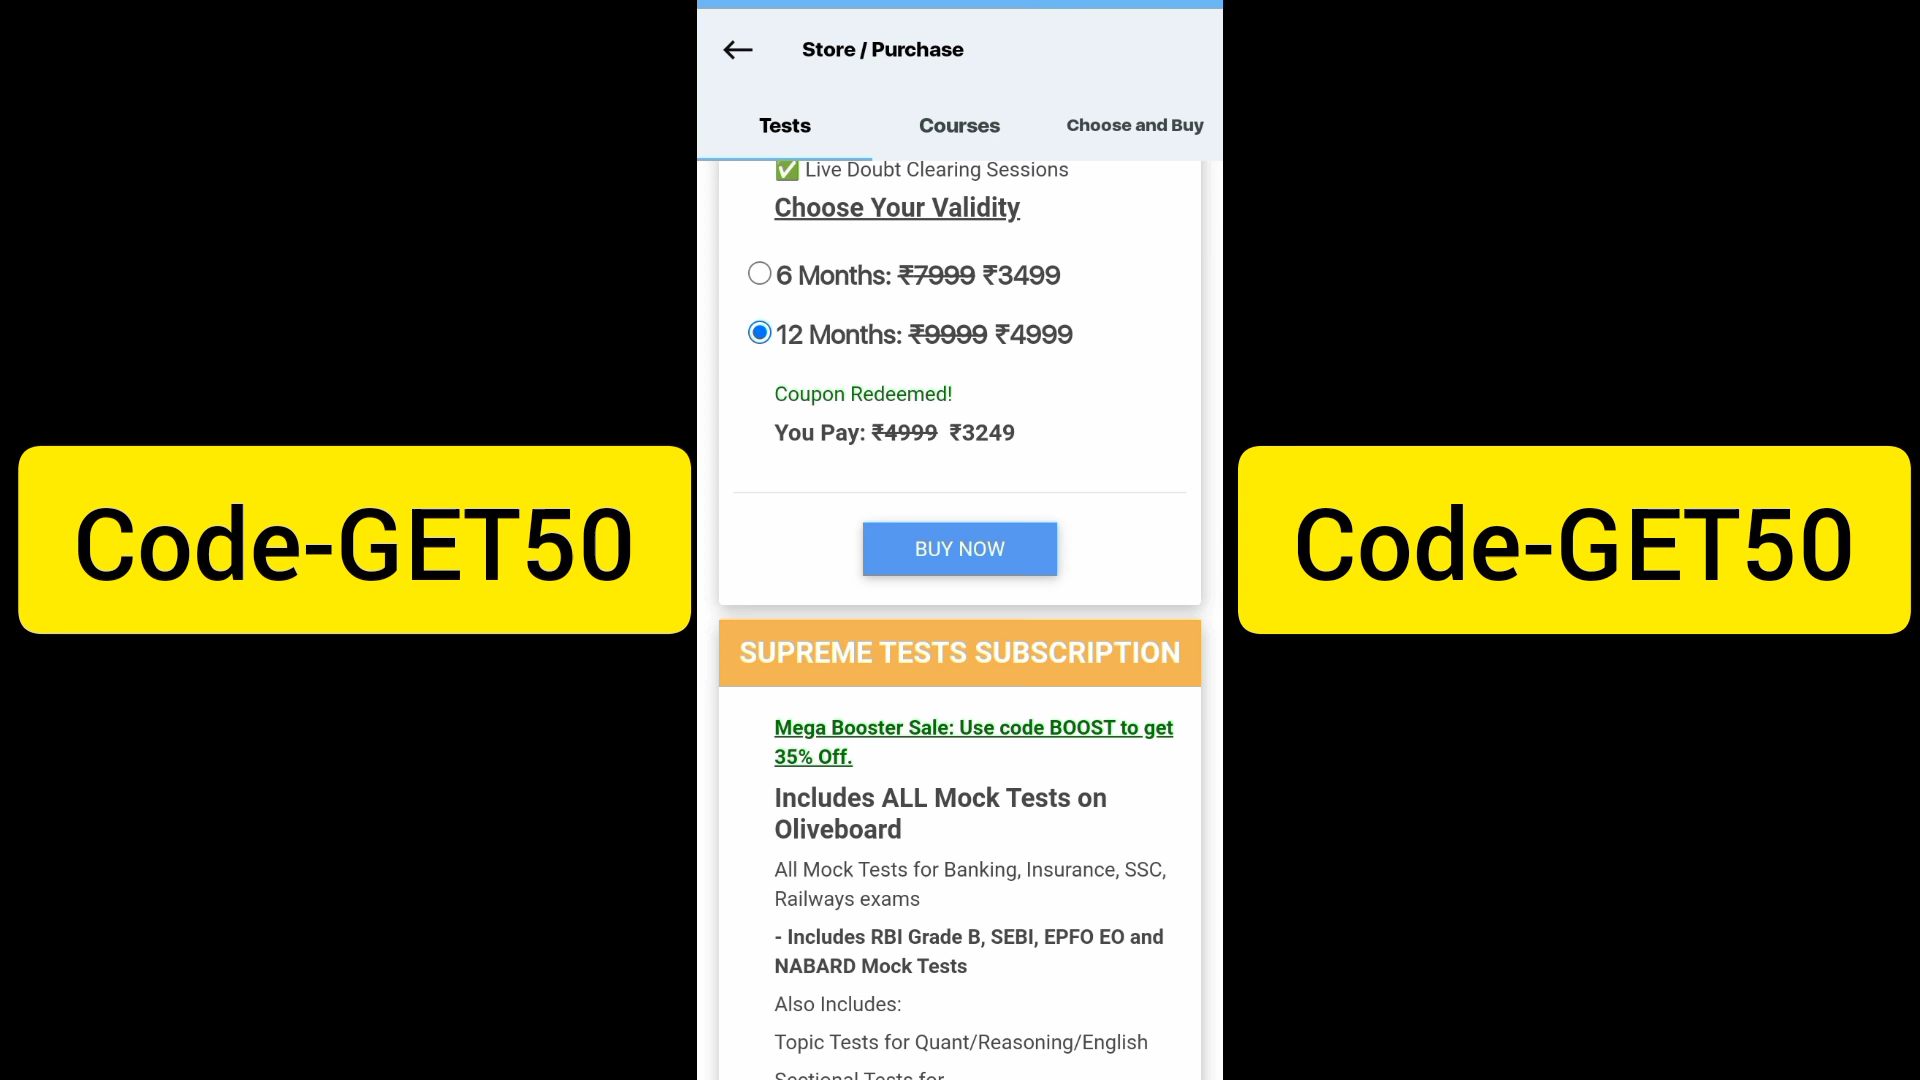 Store / Purchase
Tests Courses Choose and Buy
✅ Live Doubt Clearing Sessions
Choose Your Validity
6 Months: ₹7999 ₹3499
12 Months: ₹9999 ₹4999
Coupon Redeemed!
You Pay: ₹4999 ₹3249
Code-GET50
BUY NOW
Code-GET50
SUPREME TESTS SUBSCRIPTION
Mega Booster Sale: Use code BOOST to get
35% Off.
Includes ALL Mock Tests on
Oliveboard
All Mock Tests for Banking, Insurance, SSC,
Railways exams
- Includes RBI Grade B, SEBI, EPFO EO and
NABARD Mock Tests
Also Includes:
Topic Tests for Quant/Reasoning/English
Sectional Tests for